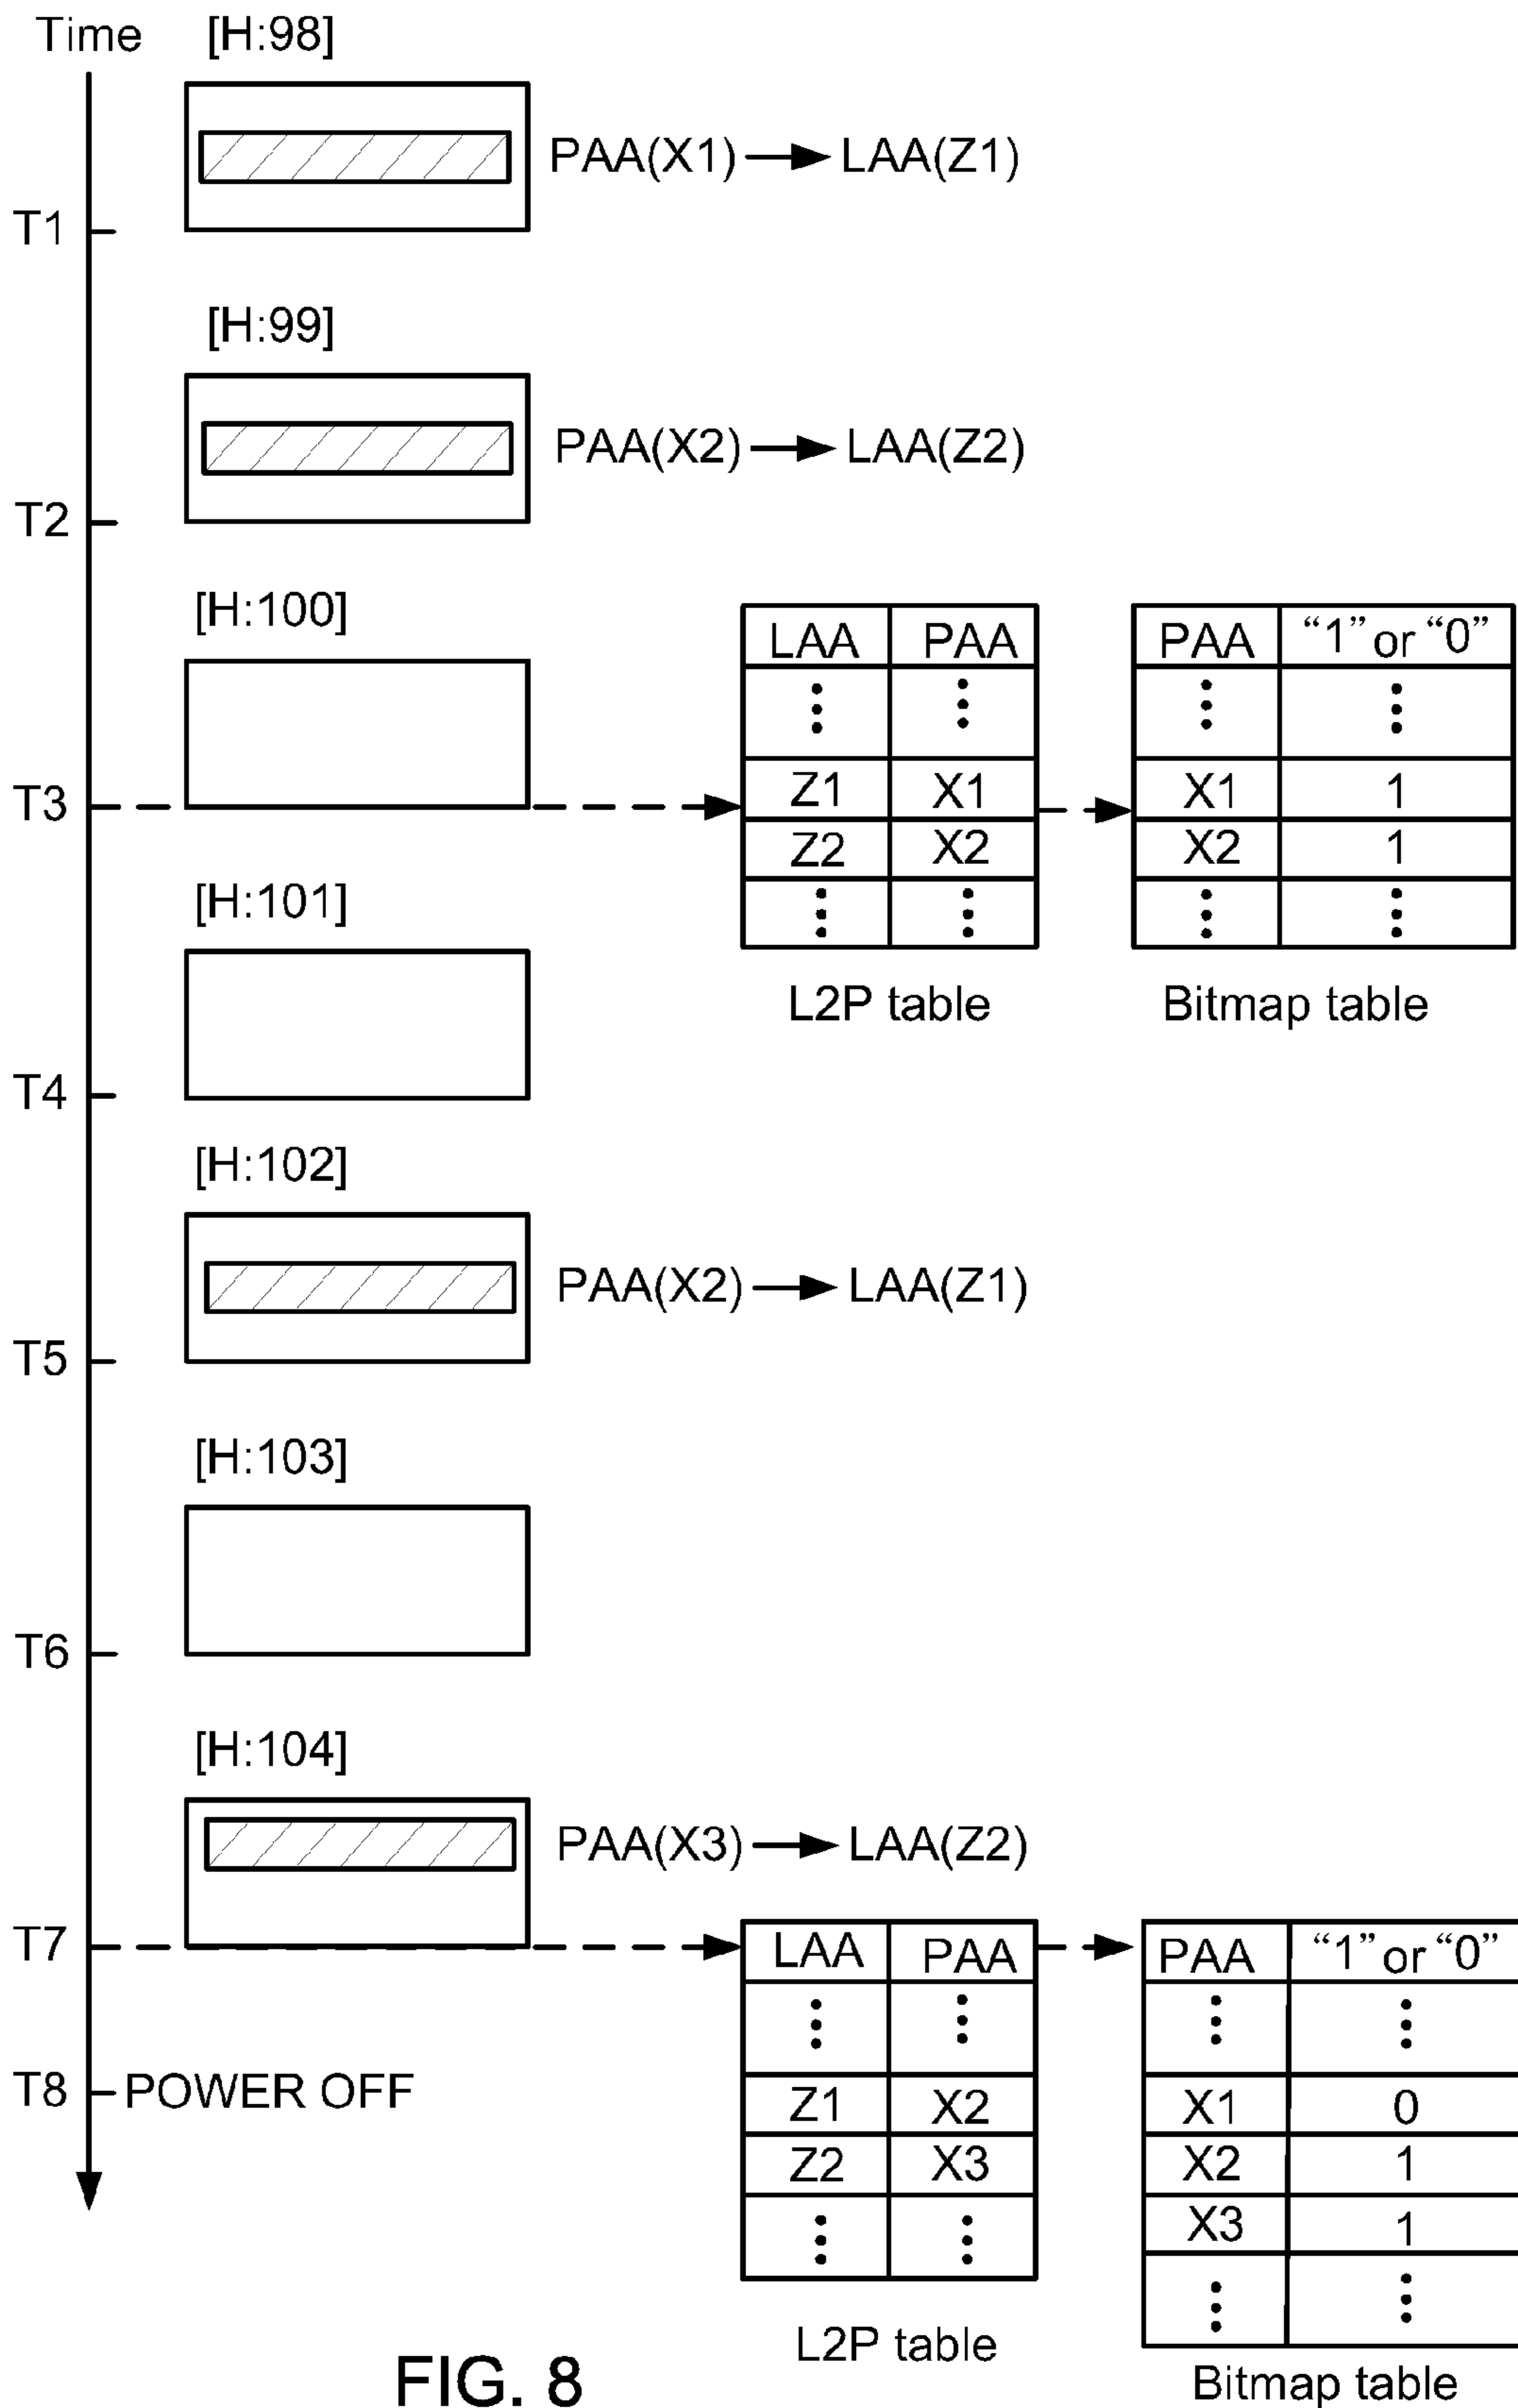 Time [H:98]
PAA(X1) LAA(Z1)
T1
[H:99]
PAA(X2) LAA(Z2)
T2
[H:100]
LAA PAA
PAA “1” or “0”
Z1 X1
X1 1
T3
Z2 X2
X2 1
[H:101]
L2P table
Bitmap table
T4
[H:102]
PAA(X2) LAA(Z1)
T5
[H:103]
T6
[H:104]
PAA(X3) LAA(Z2)
T7
LAA PAA
PAA “1” or “0”
T8 POWER OFF
Z1 X2
X1 0
Z2 X3
X2 1
X3 1
L2P table
Bitmap table
FIG. 8